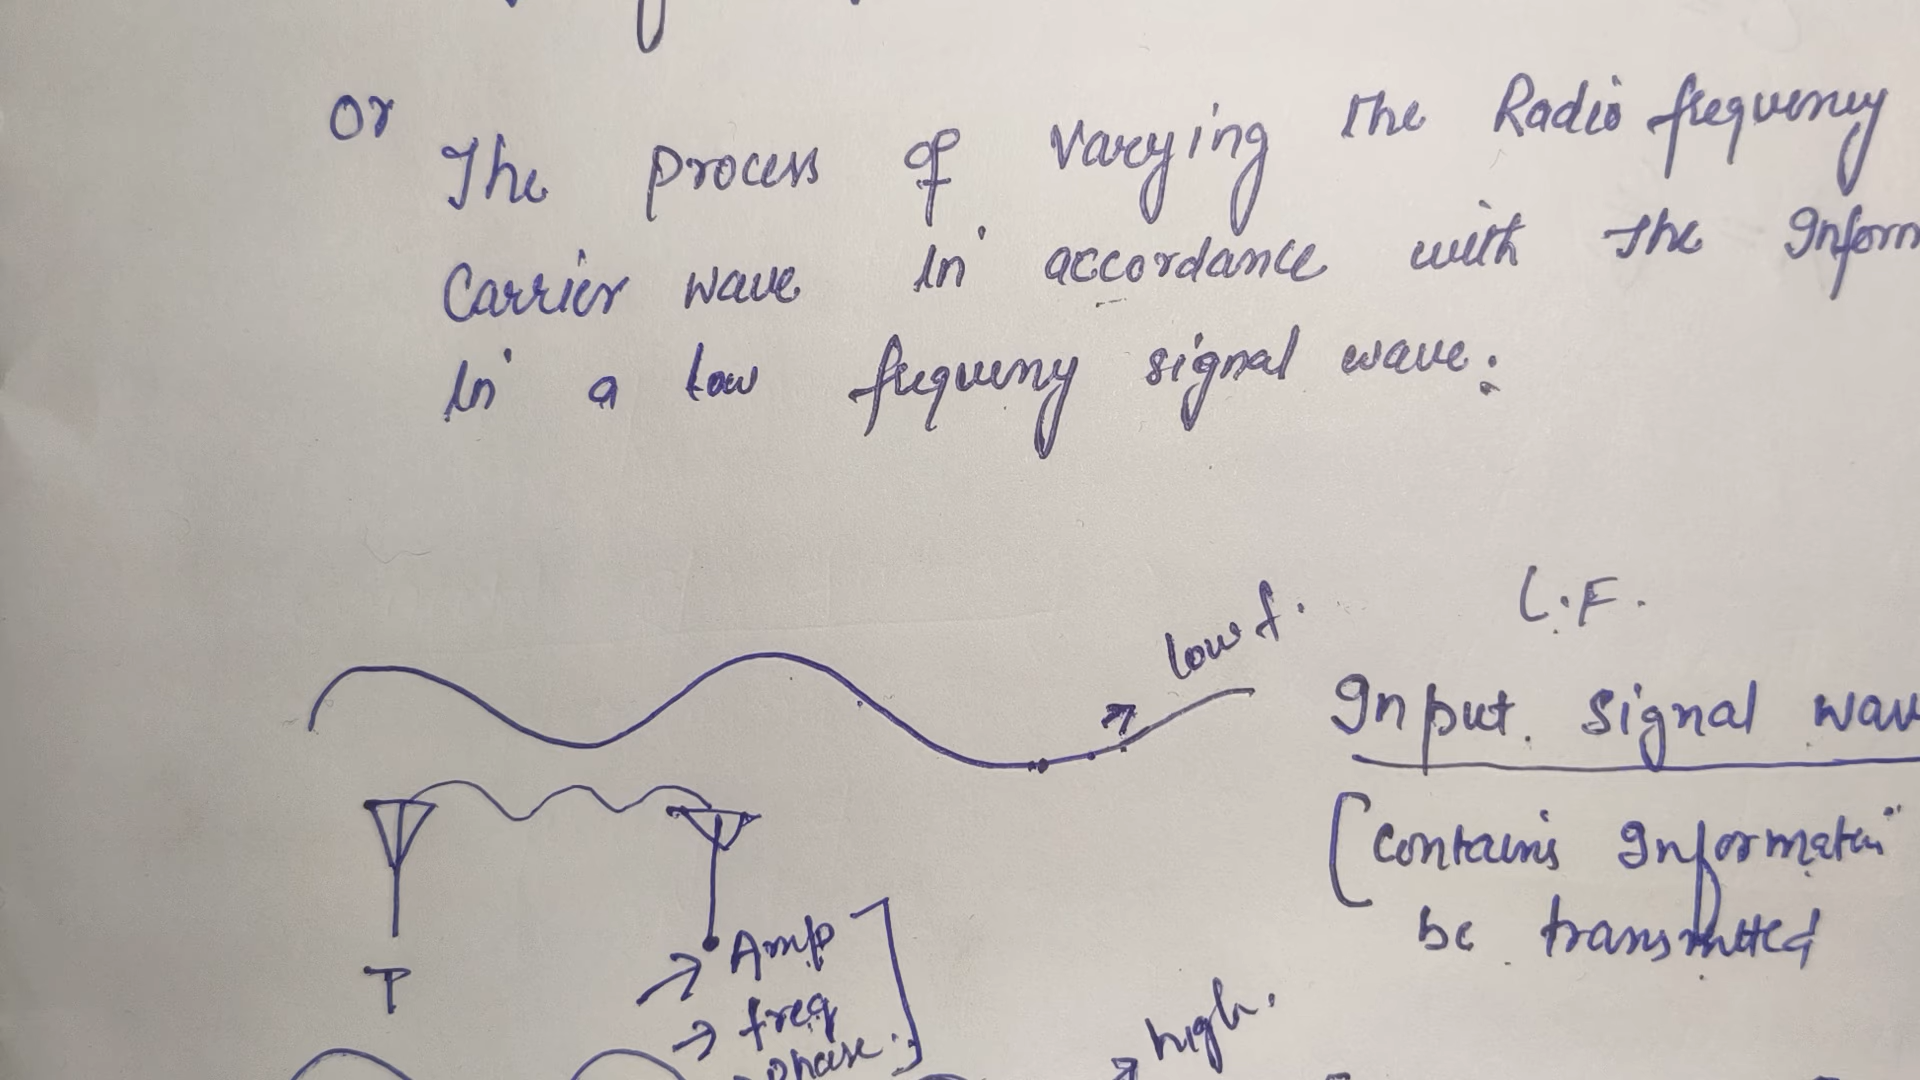 or
The process of Varying the Radio frequency
Carrier wave in accordance with the Inform
in a low frequency signal wave.
low f.
L.F.
Input signal wav
(contains Information
be transmitted
T
Amp
freq
phase
high.